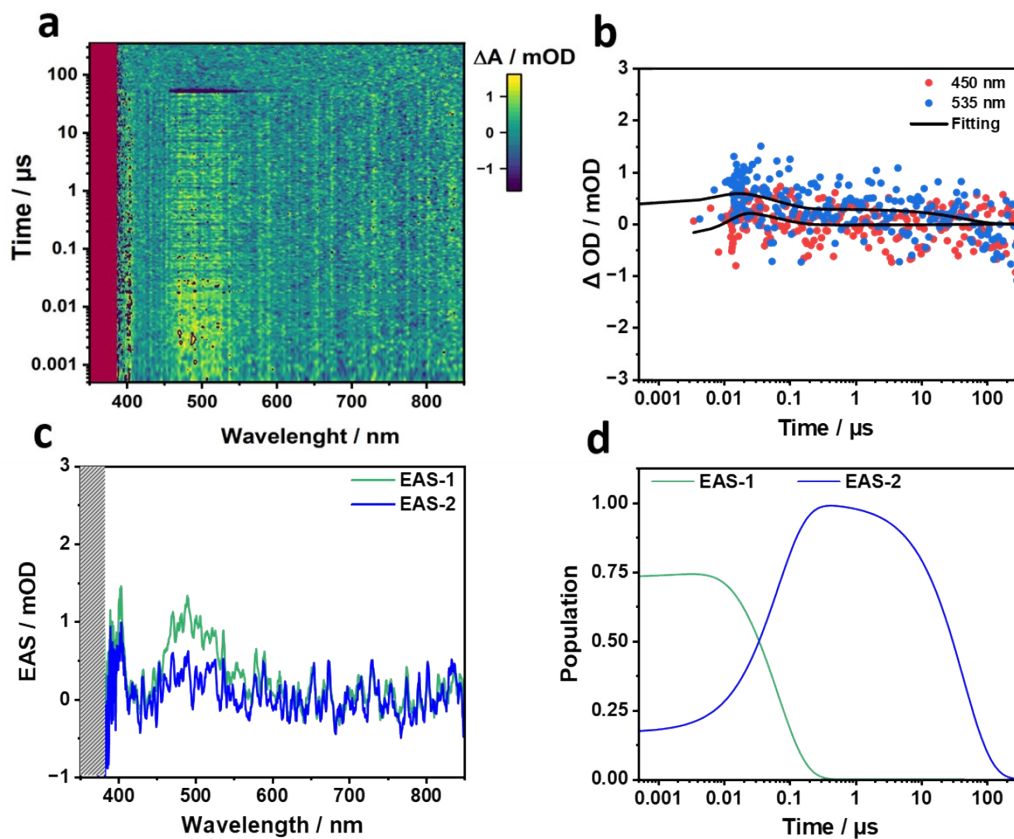 a
ΔA / mOD
100
10
1
0.1
0.01
0.001
Time / µs
400 500 600 700 800
Wavelenght / nm
1
0
−1
b
3
2
1
0
−1
−2
−3
Δ OD / mOD
450 nm
535 nm
Fitting
0.001 0.01 0.1 1 10 100
Time / µs
c
3
2
1
0
−1
EAS / mOD
EAS-1
EAS-2
400 500 600 700 800
Wavelength / nm
d
1.00
0.75
0.50
0.25
0.00
Population
EAS-1 EAS-2
0.001 0.01 0.1 1 10 100
Time / µs